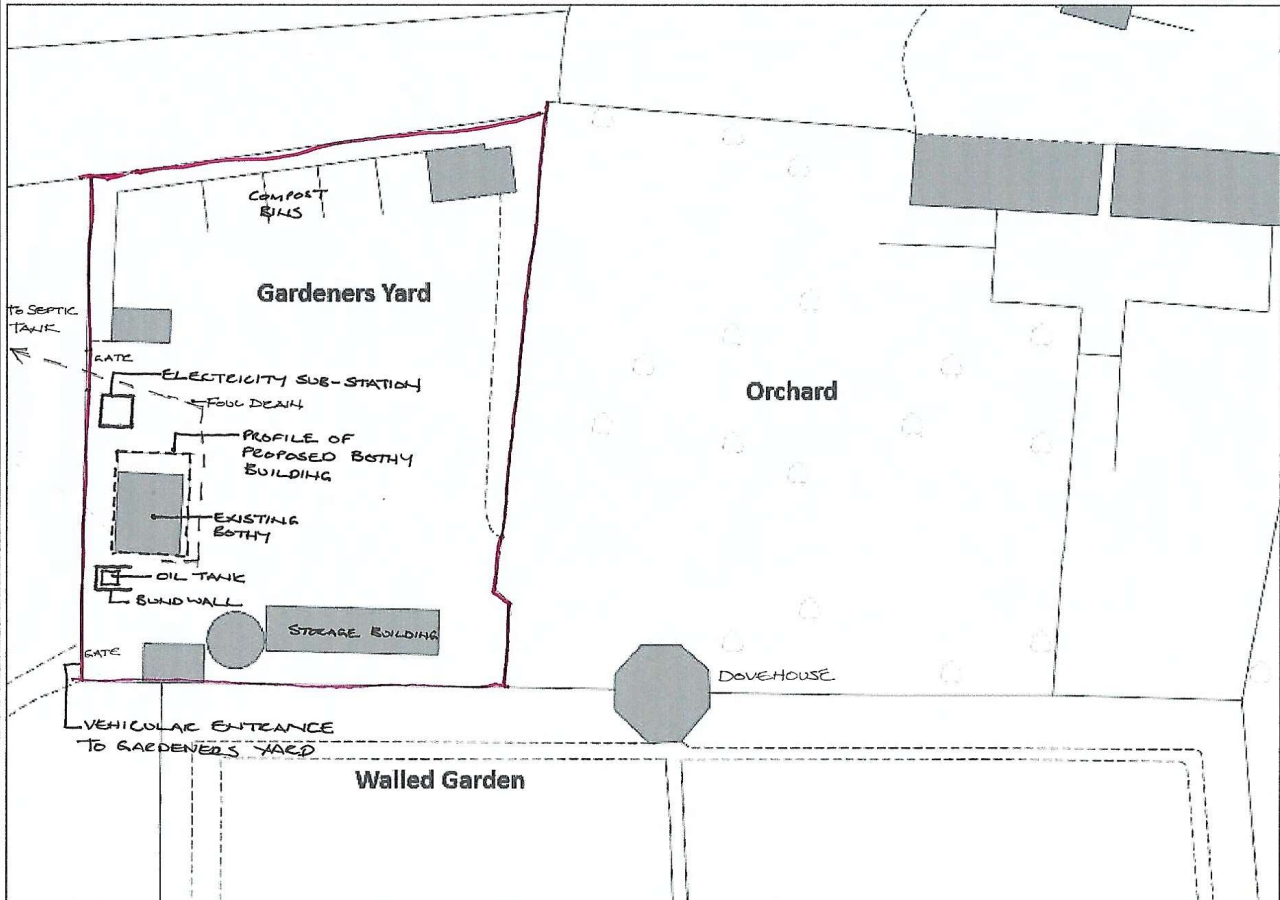 COMPOST
BINS
Gardeners Yard
TO SEPTIC
TANK
GATE
ELECTRICITY SUB-STATION
FOUL DRAIN
PROFILE OF
PROPOSED BOTHY
BUILDING
Orchard
EXISTING
BOTHY
OIL TANK
BUND WALL
STORAGE BUILDING
GATE
DOVEHOUSE
VEHICULAR ENTRANCE
TO GARDENERS YARD
Walled Garden